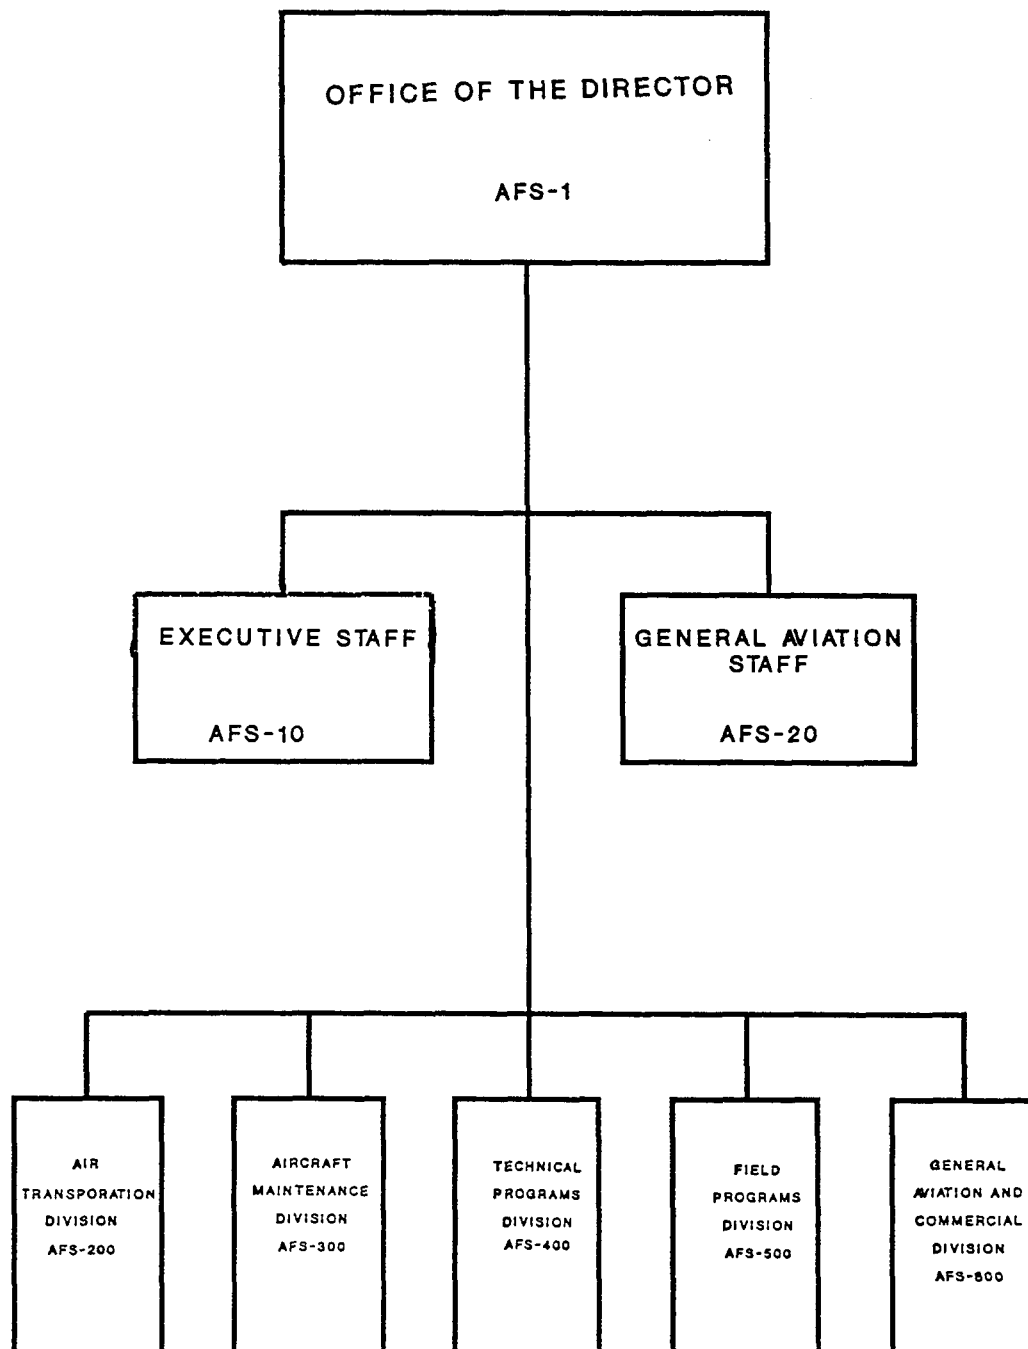 OFFICE OF THE DIRECTOR
AFS-1
EXECUTIVE STAFF
AFS-10
GENERAL AVIATION
STAFF
AFS-20
AIR
TRANSPORATION
DIVISION
AFS-200
AIRCRAFT
MAINTENANCE
DIVISION
AFS-300
TECHNICAL
PROGRAMS
DIVISION
AFS-400
FIELD
PROGRAMS
DIVISION
AFS-500
GENERAL
AVIATION AND
COMMERCIAL
DIVISION
AFS-800